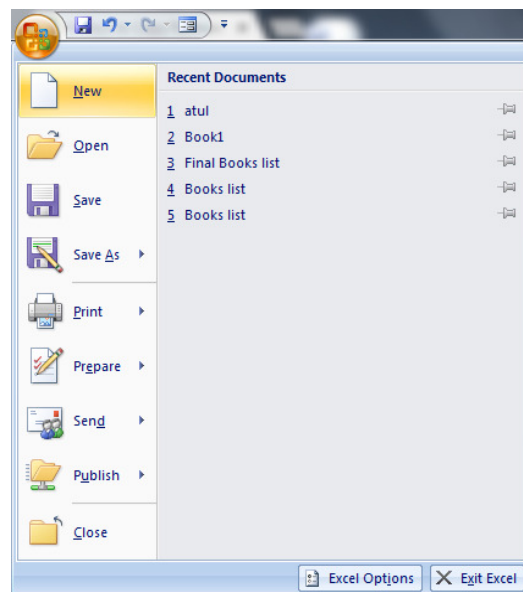 New
Open
Save
Save As
Print
Prepare
Send
Publish
Close
Recent Documents
1 atul
2 Book1
3 Final Books list
4 Books list
5 Books list
Excel Options
Exit Excel